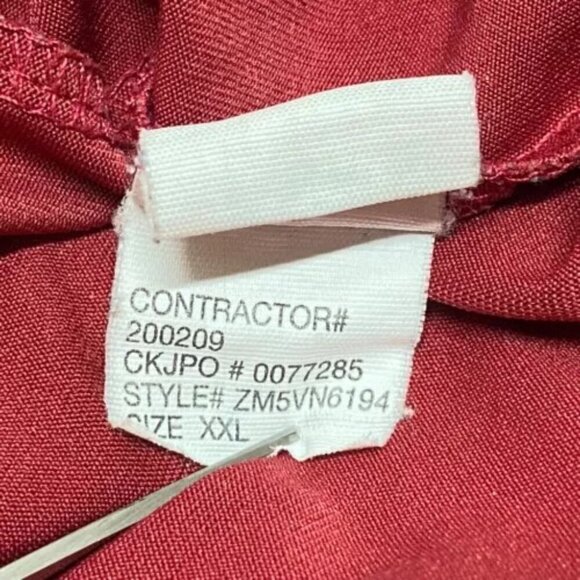 CONTRACTOR#
200209
CKJPO # 0077285
STYLE# ZM5VN6194
SIZE XXL